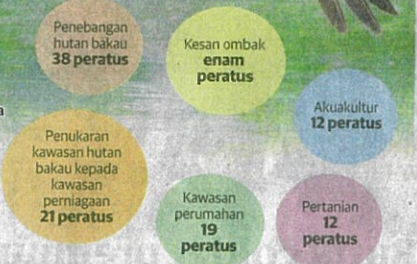 Penebangan
hutan bakau
38 peratus
Kesan ombak
enam
peratus
Akuakultur
12 peratus
a
Penukaran
kawasan hutan
bakau kepada
kawasan
perniagaan
21 peratus
Kawasan
perumahan
19
peratus
Pertanian
12
peratus